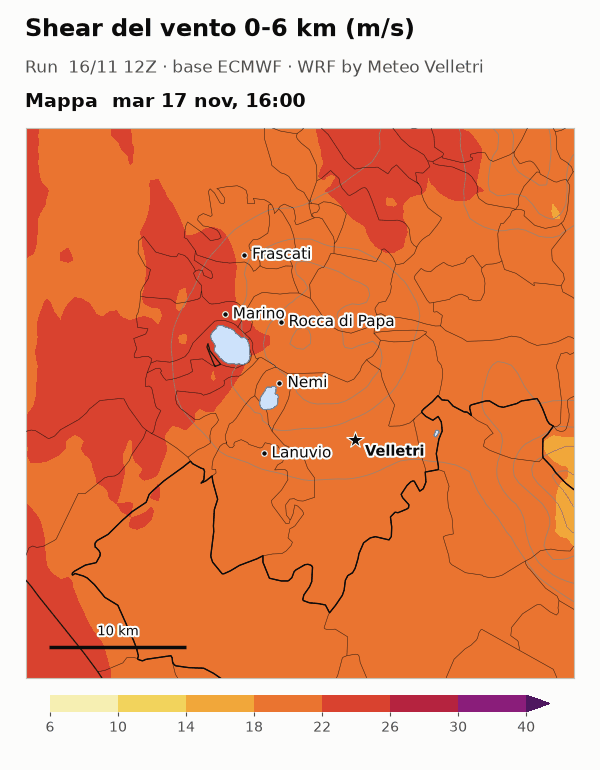 Shear del vento 0-6 km (m/s)
Run 16/11 12Z · base ECMWF · WRF by Meteo Velletri
Mappa mar 17 nov, 16:00
Frascati
Marino
Rocca di Papa
Nemi
Velletri
Lanuvio
10 km
6 10 14 18 22 26 30 40